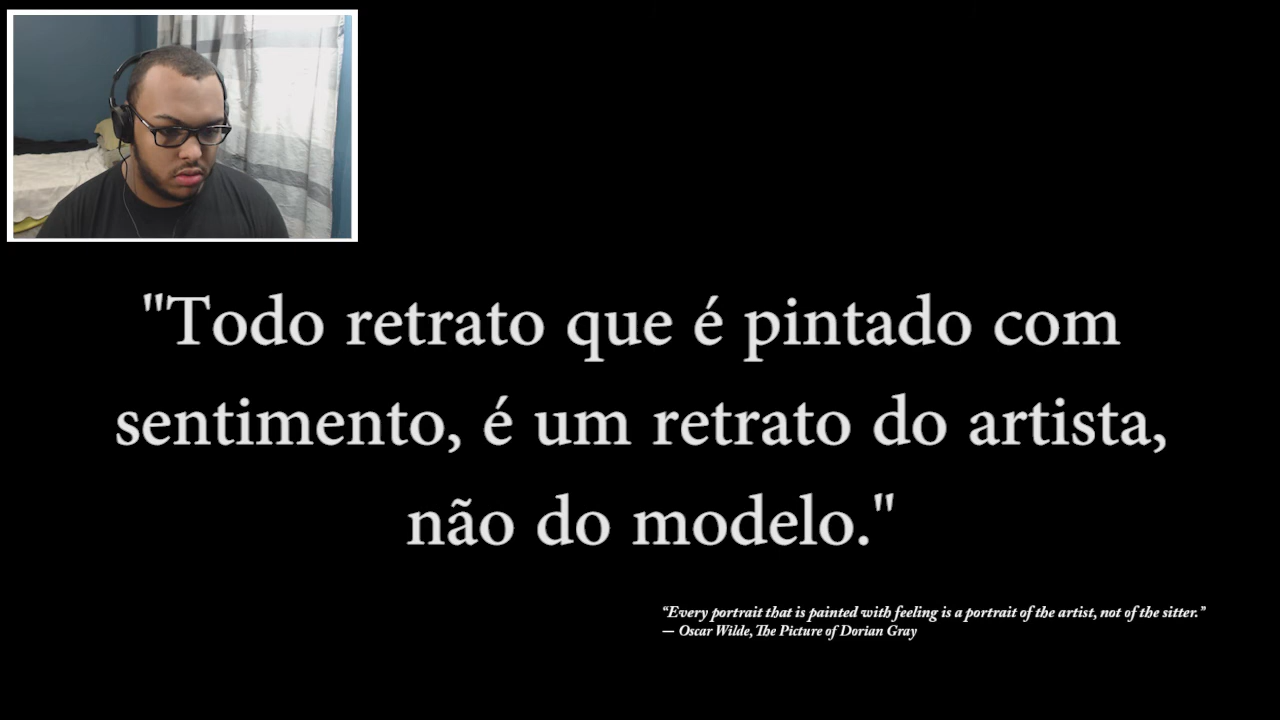 "Todo retrato que é pintado com
sentimento, é um retrato do artista,
não do modelo."
“Every portrait that is painted with feeling is a portrait of the artist, not of the sitter.”
― Oscar Wilde, The Picture of Dorian Gray